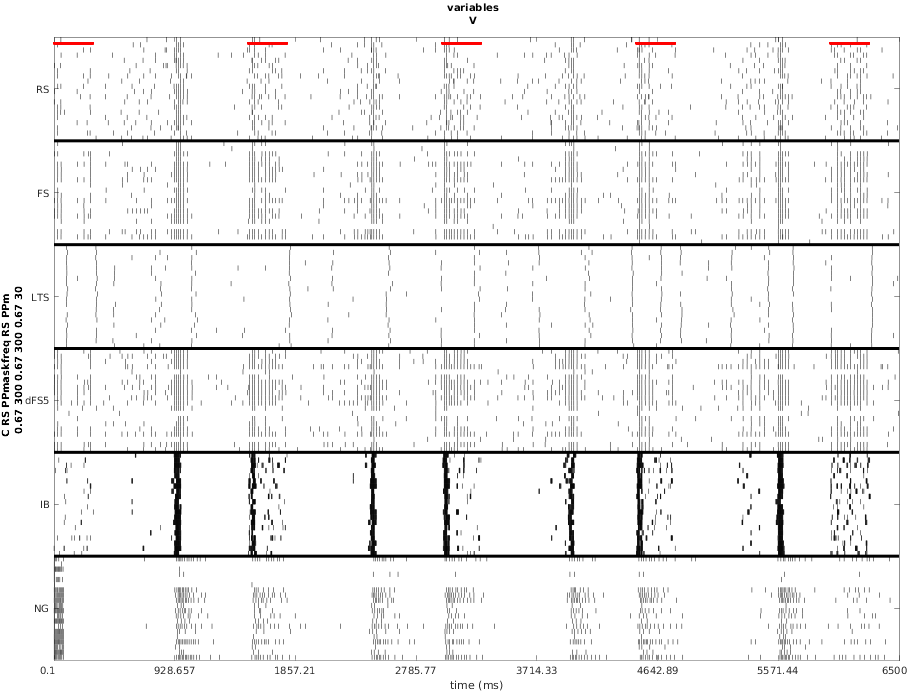 variables
V
RS
FS
LTS
dFS5
IB
NG
C RS PPmaskfreq RS PPm
0.67 300 0.67 300 0.67 30
0.1 928.657 1857.21 2785.77 3714.33 4642.89 5571.44 6500
time (ms)